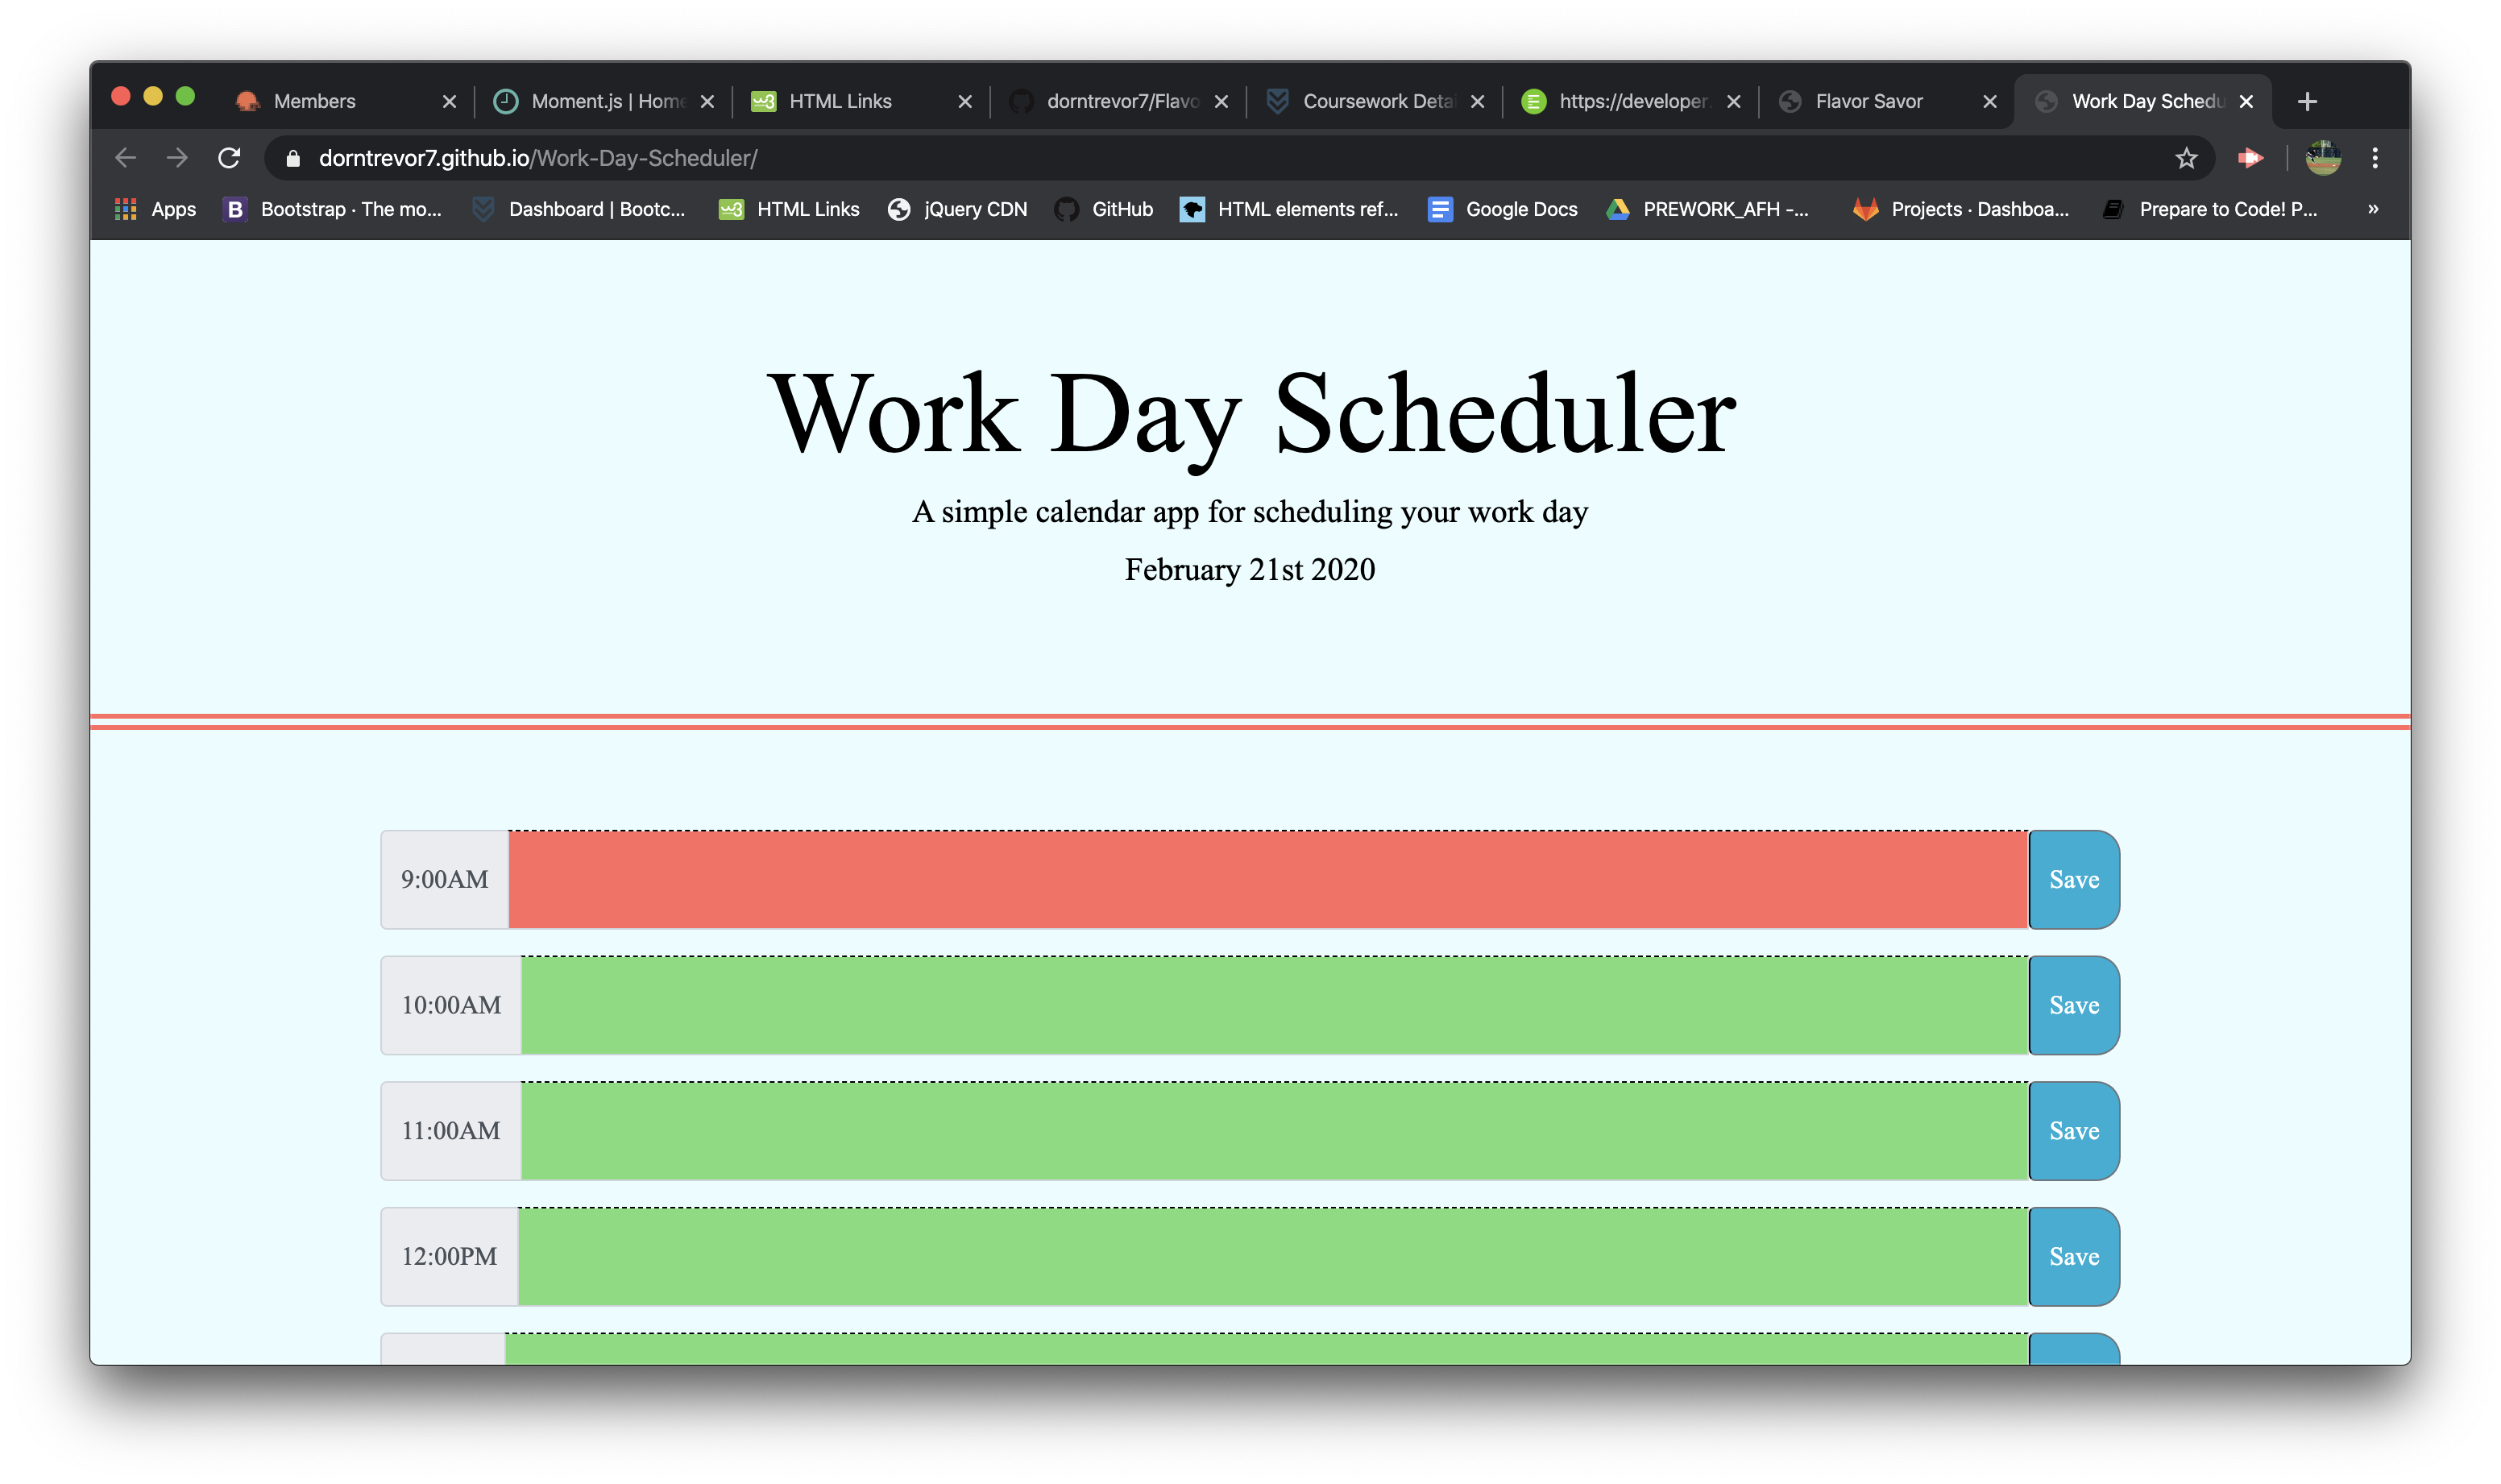 Members
Moment.js | Home
HTML Links
dorntrevor7/Flavo
Coursework Detai
https://developer.
Flavor Savor
Work Day Schedu
dorntrevor7.github.io/Work-Day-Scheduler/
Apps
B
Bootstrap · The mo...
Dashboard | Bootc...
w3
HTML Links
jQuery CDN
GitHub
HTML elements ref...
Google Docs
PREWORK_AFH -...
Projects · Dashboa...
Prepare to Code! P...
»
Work Day Scheduler
A simple calendar app for scheduling your work day
February 21st 2020
9:00AM
Save
10:00AM
Save
11:00AM
Save
12:00PM
Save